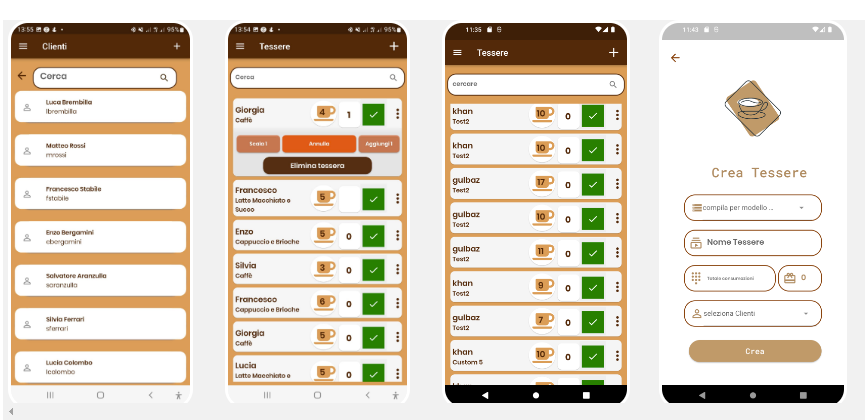 13:55
95%
Clienti
Cerca
Luca Brembilla
lbrembilla
Matteo Rossi
mrossi
Francesco Stabile
fstabile
Enzo Bergamini
ebergamini
Salvatore Aranzulla
saranzulla
Silvia Ferrari
sferrari
Lucia Colombo
lcolombo
13:54
95%
Tessere
Cerca
Giorgia
Caffè
4
1
Senio 1
Annulla
Aggiungi 1
Elimina tessera
Francesco
Latte Macchiato e
Succo
5
Enzo
Cappuccio e Brioche
5
0
Silvia
Caffè
3
0
Francesco
Cappuccio e Brioche
6
0
Giorgia
Caffè
5
0
Lucia
Latte Macchiato e
5
0
11:35
Tessere
cercare
khan
Test2
10
0
khan
Test2
10
0
gulbaz
Test2
17
0
gulbaz
Test2
10
0
gulbaz
Test2
11
0
khan
Test2
9
0
gulbaz
Test2
7
0
khan
Custom 5
10
0
11:43
Crea Tessere
compila per modello ...
Nome Tessere
Totale consumazioni
0
seleziona Clienti
Crea